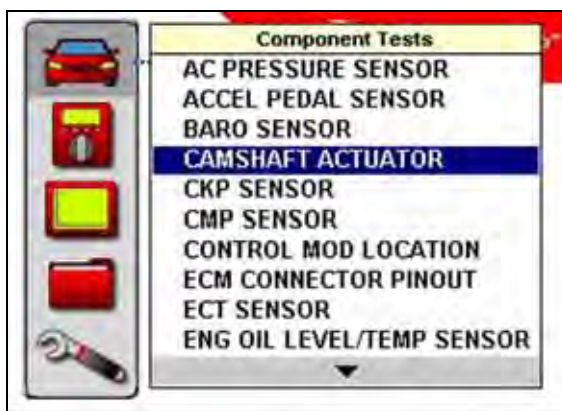 Component Tests
AC PRESSURE SENSOR
ACCEL PEDAL SENSOR
BARO SENSOR
CAMSHAFT ACTUATOR
CKP SENSOR
CMP SENSOR
CONTROL MOD LOCATION
ECM CONNECTOR PINOUT
ECT SENSOR
ENG OIL LEVEL/TEMP SENSOR